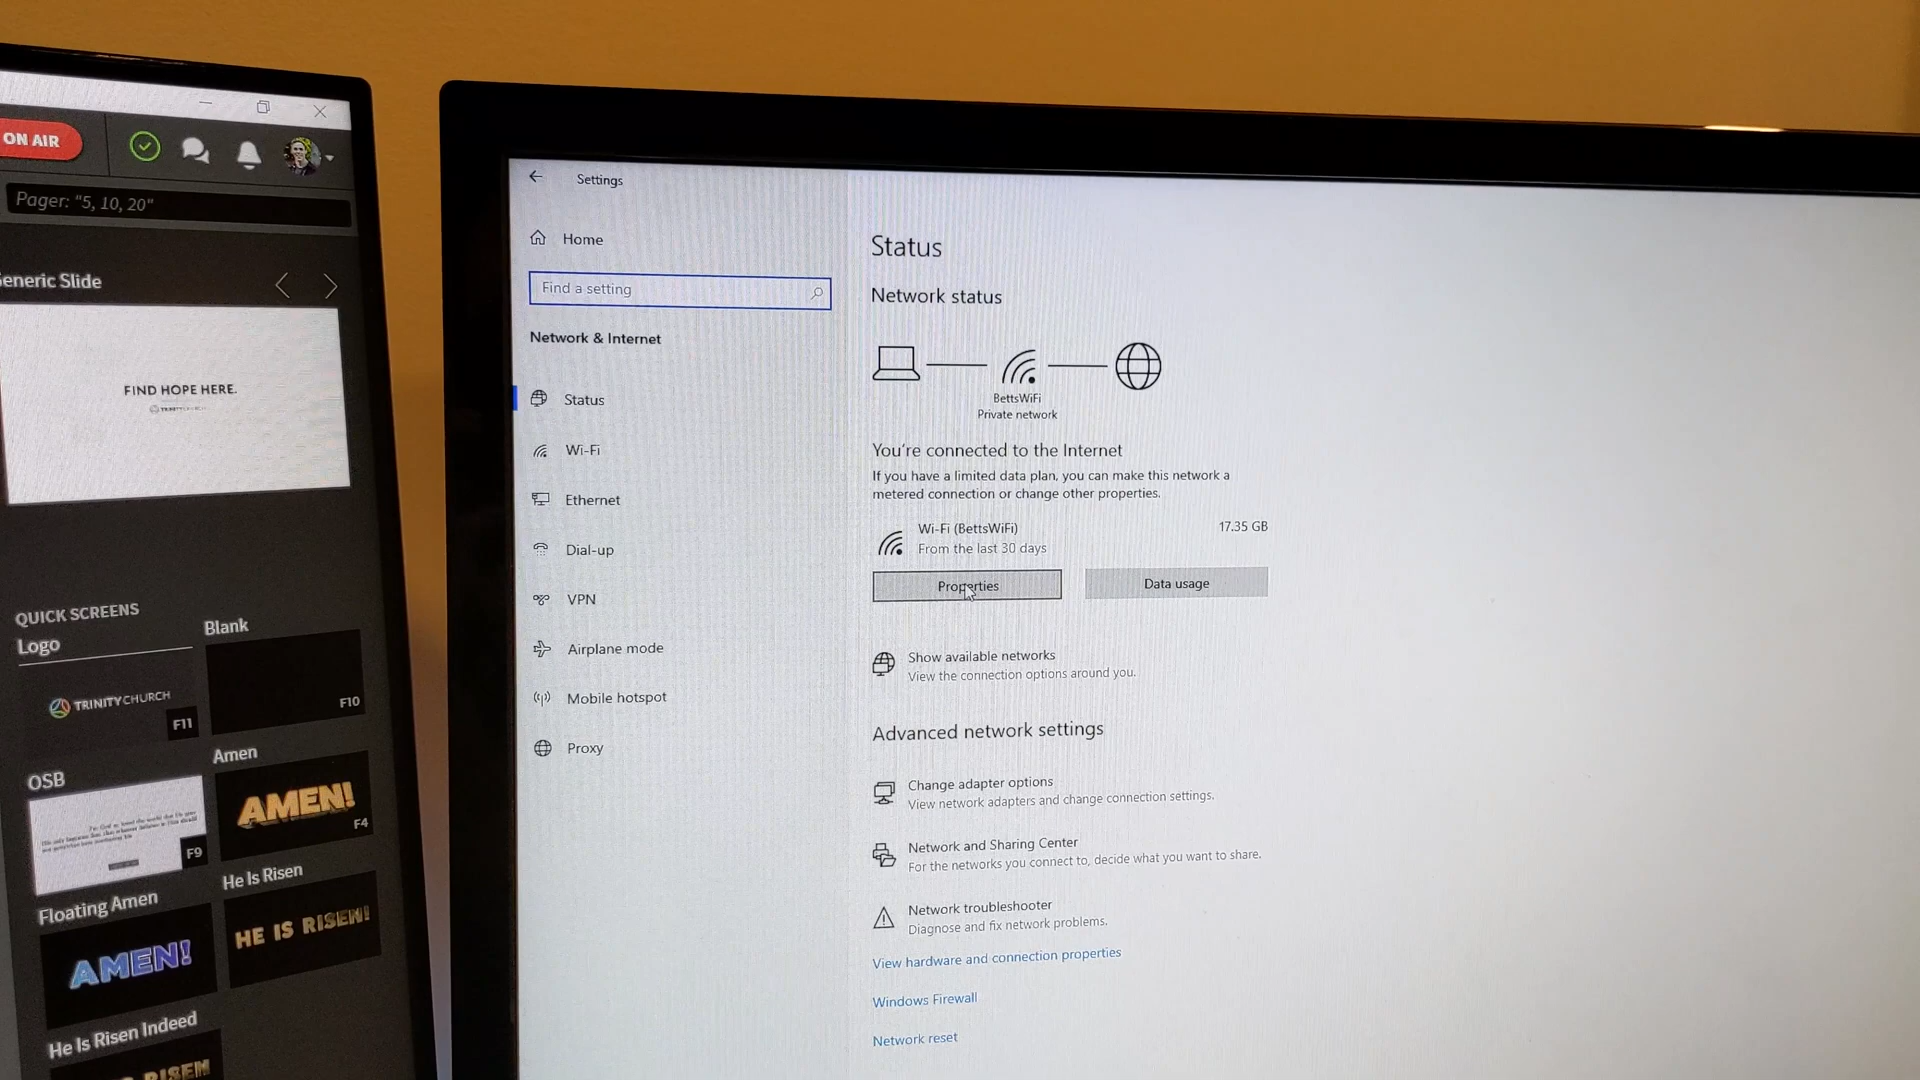 ON AIR
Pager: "5, 10, 20"
eneric Slide
FIND HOPE HERE.
QUICK SCREENS
Logo
Blank
TRINITYCHURCH
F11
F10
OSB
Amen
F9
AMEN!
F4
Floating Amen
He Is Risen
AMEN!
HE IS RISEN!
He Is Risen Indeed
RISEN
Settings
Home
Find a setting
Network & Internet
Status
Wi-Fi
Ethernet
Dial-up
VPN
Airplane mode
Mobile hotspot
Proxy
Status
Network status
BettsWiFi
Private network
You're connected to the Internet
If you have a limited data plan, you can make this network a
metered connection or change other properties.
Wi-Fi (BettsWiFi)
17.35 GB
From the last 30 days
Properties
Data usage
Show available networks
View the connection options around you.
Advanced network settings
Change adapter options
View network adapters and change connection settings.
Network and Sharing Center
For the networks you connect to, decide what you want to share.
Network troubleshooter
Diagnose and fix network problems.
View hardware and connection properties
Windows Firewall
Network reset